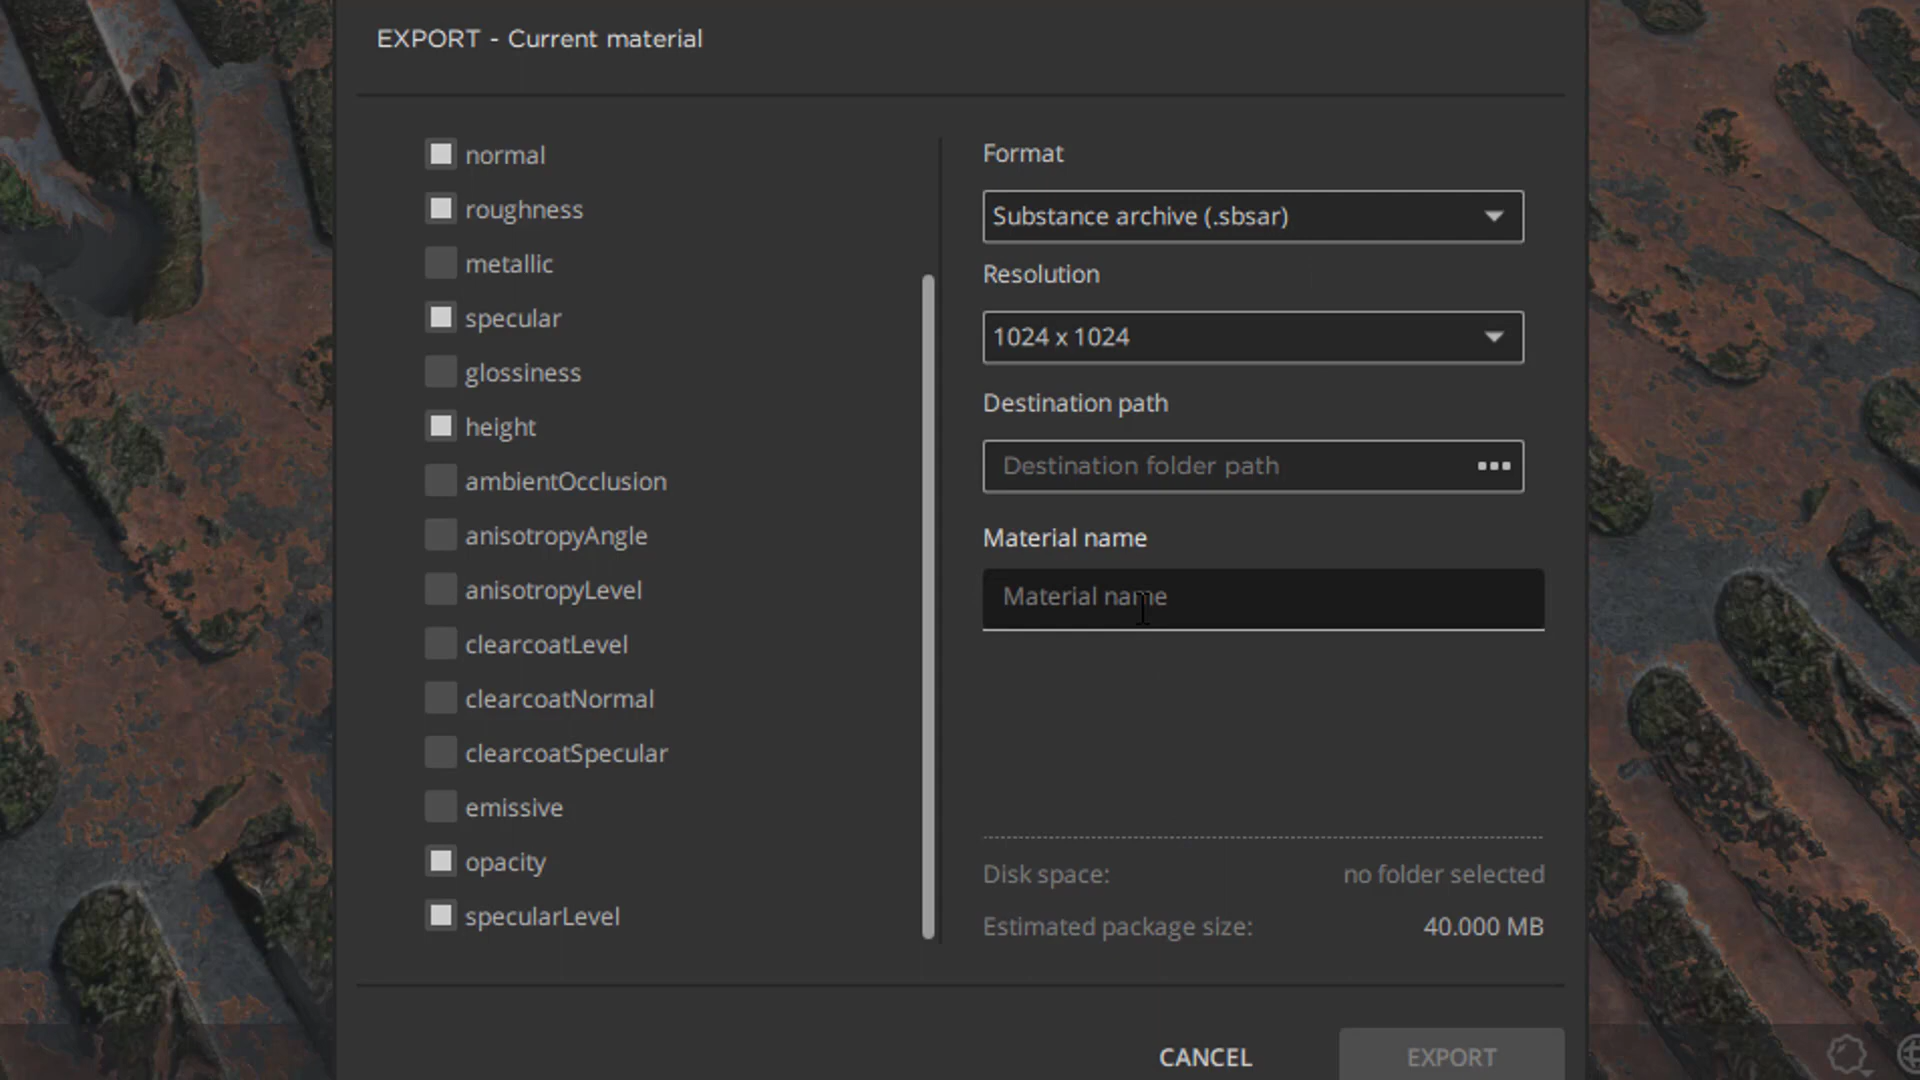 EXPORT - Current material
normal
roughness
metallic
specular
glossiness
height
ambientOcclusion
anisotropyAngle
anisotropyLevel
clearcoatLevel
clearcoatNormal
clearcoatSpecular
emissive
opacity
specularLevel
Format
Substance archive (.sbsar)
Resolution
1024 x 1024
Destination path
Destination folder path
Material name
Material name
Disk space: no folder selected
Estimated package size: 40.000 MB
CANCEL EXPORT